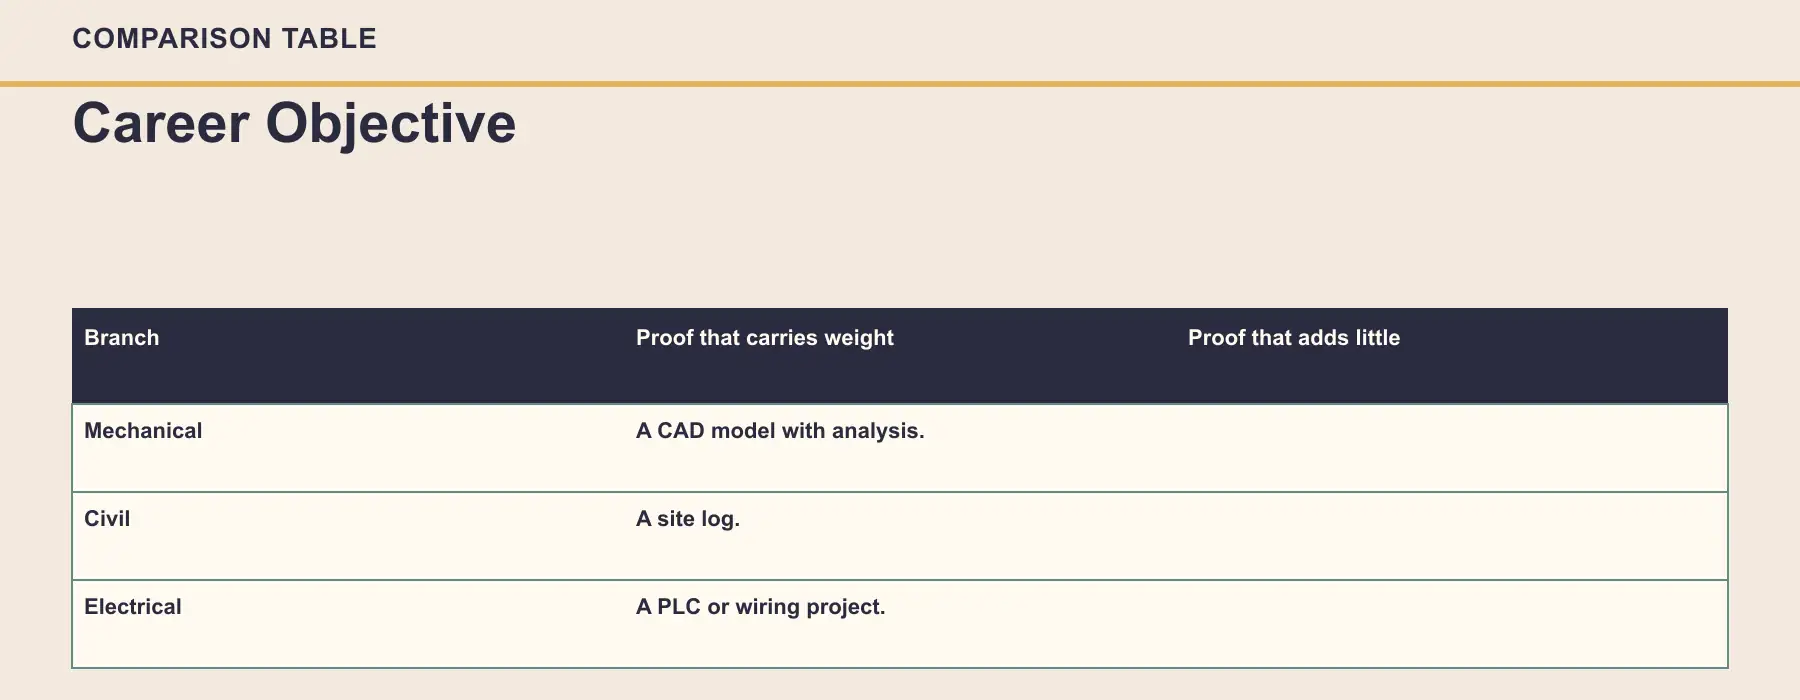 COMPARISON TABLE
Career Objective
Branch Proof that carries weight Proof that adds little
Mechanical A CAD model with analysis.
Civil A site log.
Electrical A PLC or wiring project.